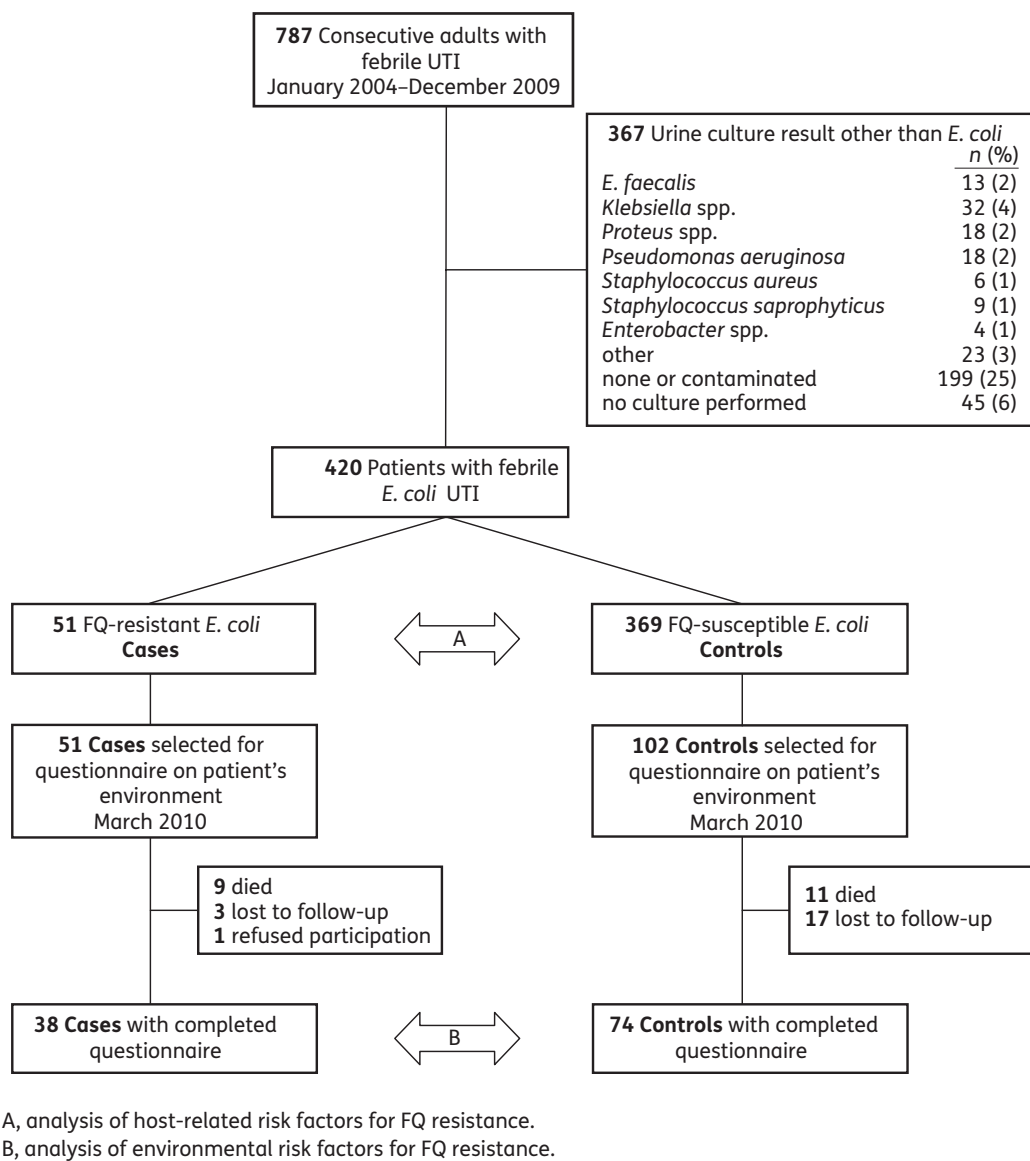 787 Consecutive adults with
febrile UTI
January 2004–December 2009
367 Urine culture result other than E. coli
n (%)
E. faecalis 13 (2)
Klebsiella spp. 32 (4)
Proteus spp. 18 (2)
Pseudomonas aeruginosa 18 (2)
Staphylococcus aureus 6 (1)
Staphylococcus saprophyticus 9 (1)
Enterobacter spp. 4 (1)
other 23 (3)
none or contaminated 199 (25)
no culture performed 45 (6)
420 Patients with febrile
E. coli UTI
51 FQ-resistant E. coli
Cases
A
369 FQ-susceptible E. coli
Controls
51 Cases selected for
questionnaire on patient's
environment
March 2010
102 Controls selected for
questionnaire on patient's
environment
March 2010
9 died
3 lost to follow-up
1 refused participation
11 died
17 lost to follow-up
38 Cases with completed
questionnaire
B
74 Controls with completed
questionnaire
A, analysis of host-related risk factors for FQ resistance.
B, analysis of environmental risk factors for FQ resistance.